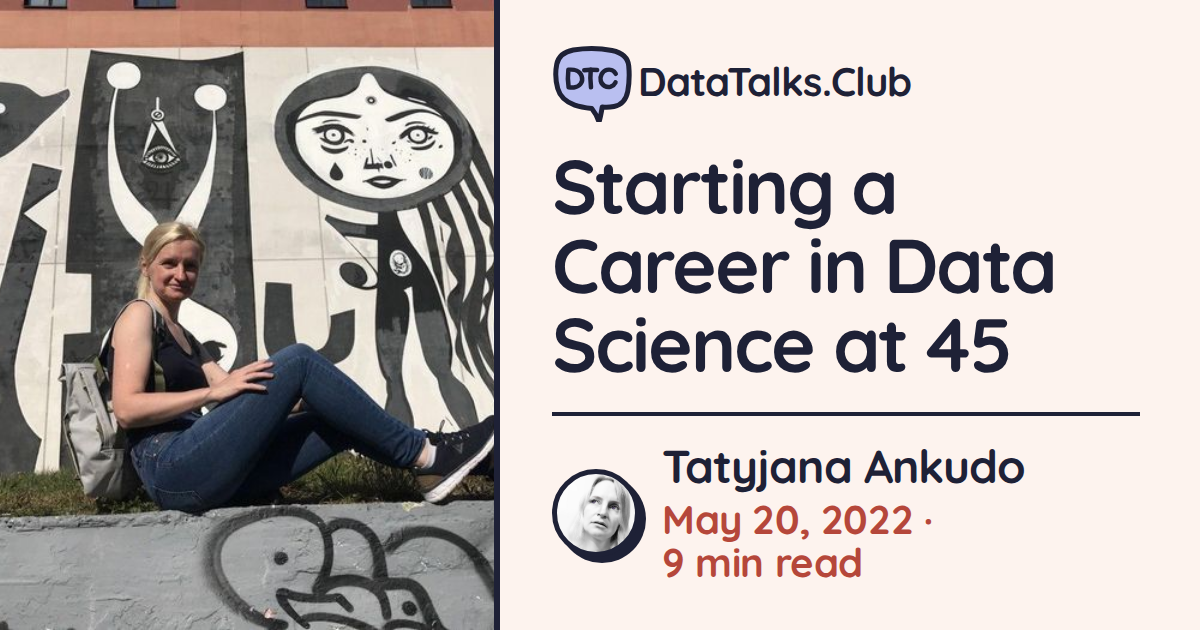 DTC DataTalks.Club
Starting a
Career in Data
Science at 45
Tatyjana Ankudo
May 20, 2022 ·
9 min read